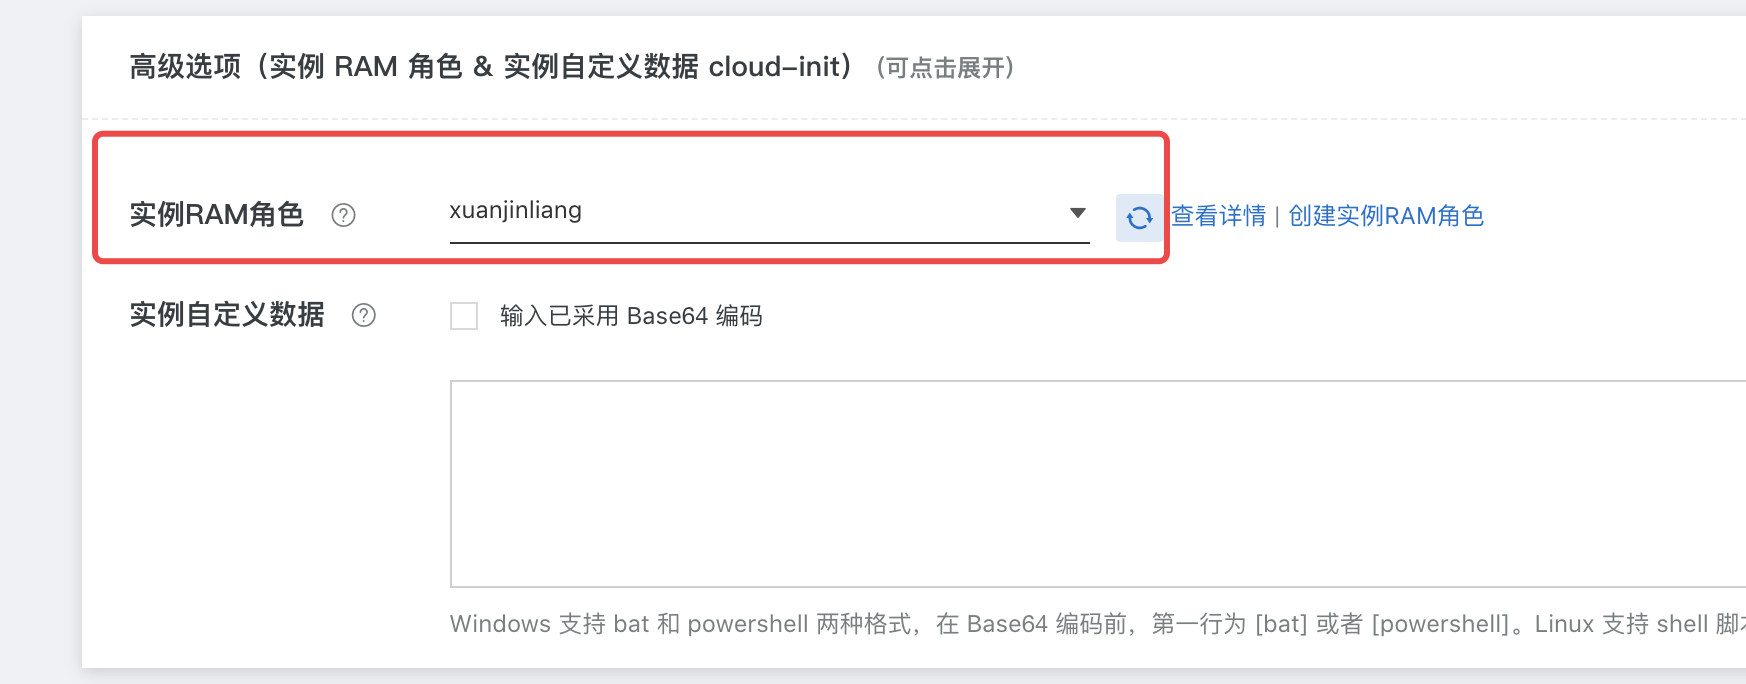 高级选项（实例 RAM 角色 & 实例自定义数据 cloud-init）（可点击展开）
实例RAM角色 ? xuanjinliang 查看详情 | 创建实例RAM角色
实例自定义数据 ? 输入已采用 Base64 编码
Windows 支持 bat 和 powershell 两种格式，在 Base64 编码前，第一行为 [bat] 或者 [powershell]。Linux 支持 shell 脚